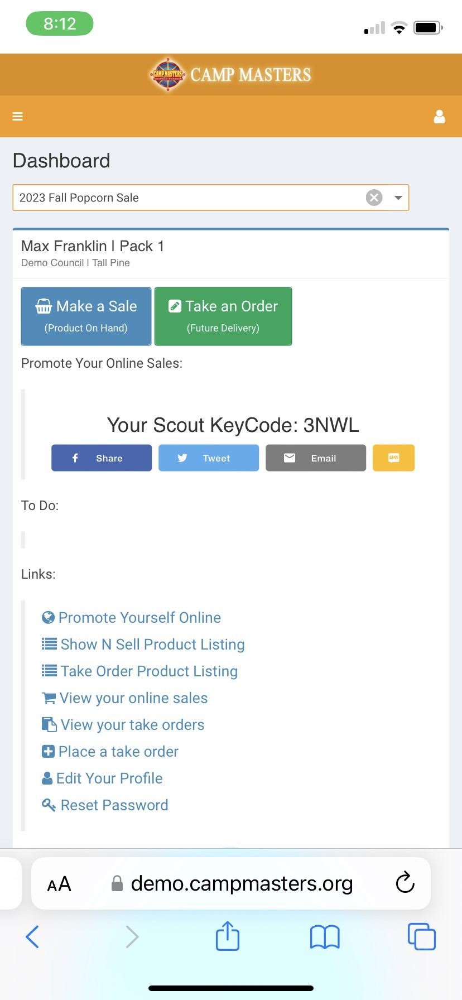 8:12
CAMP MASTERS
CAMP MASTERS
Dashboard
2023 Fall Popcorn Sale
Max Franklin | Pack 1
Demo Council | Tall Pine
Make a Sale
(Product On Hand)
Take an Order
(Future Delivery)
Promote Your Online Sales:
Your Scout KeyCode: 3NWL
Share
Tweet
Email
SMS
To Do:
Links:
Promote Yourself Online
Show N Sell Product Listing
Take Order Product Listing
View your online sales
View your take orders
Place a take order
Edit Your Profile
Reset Password
AA
demo.campmasters.org